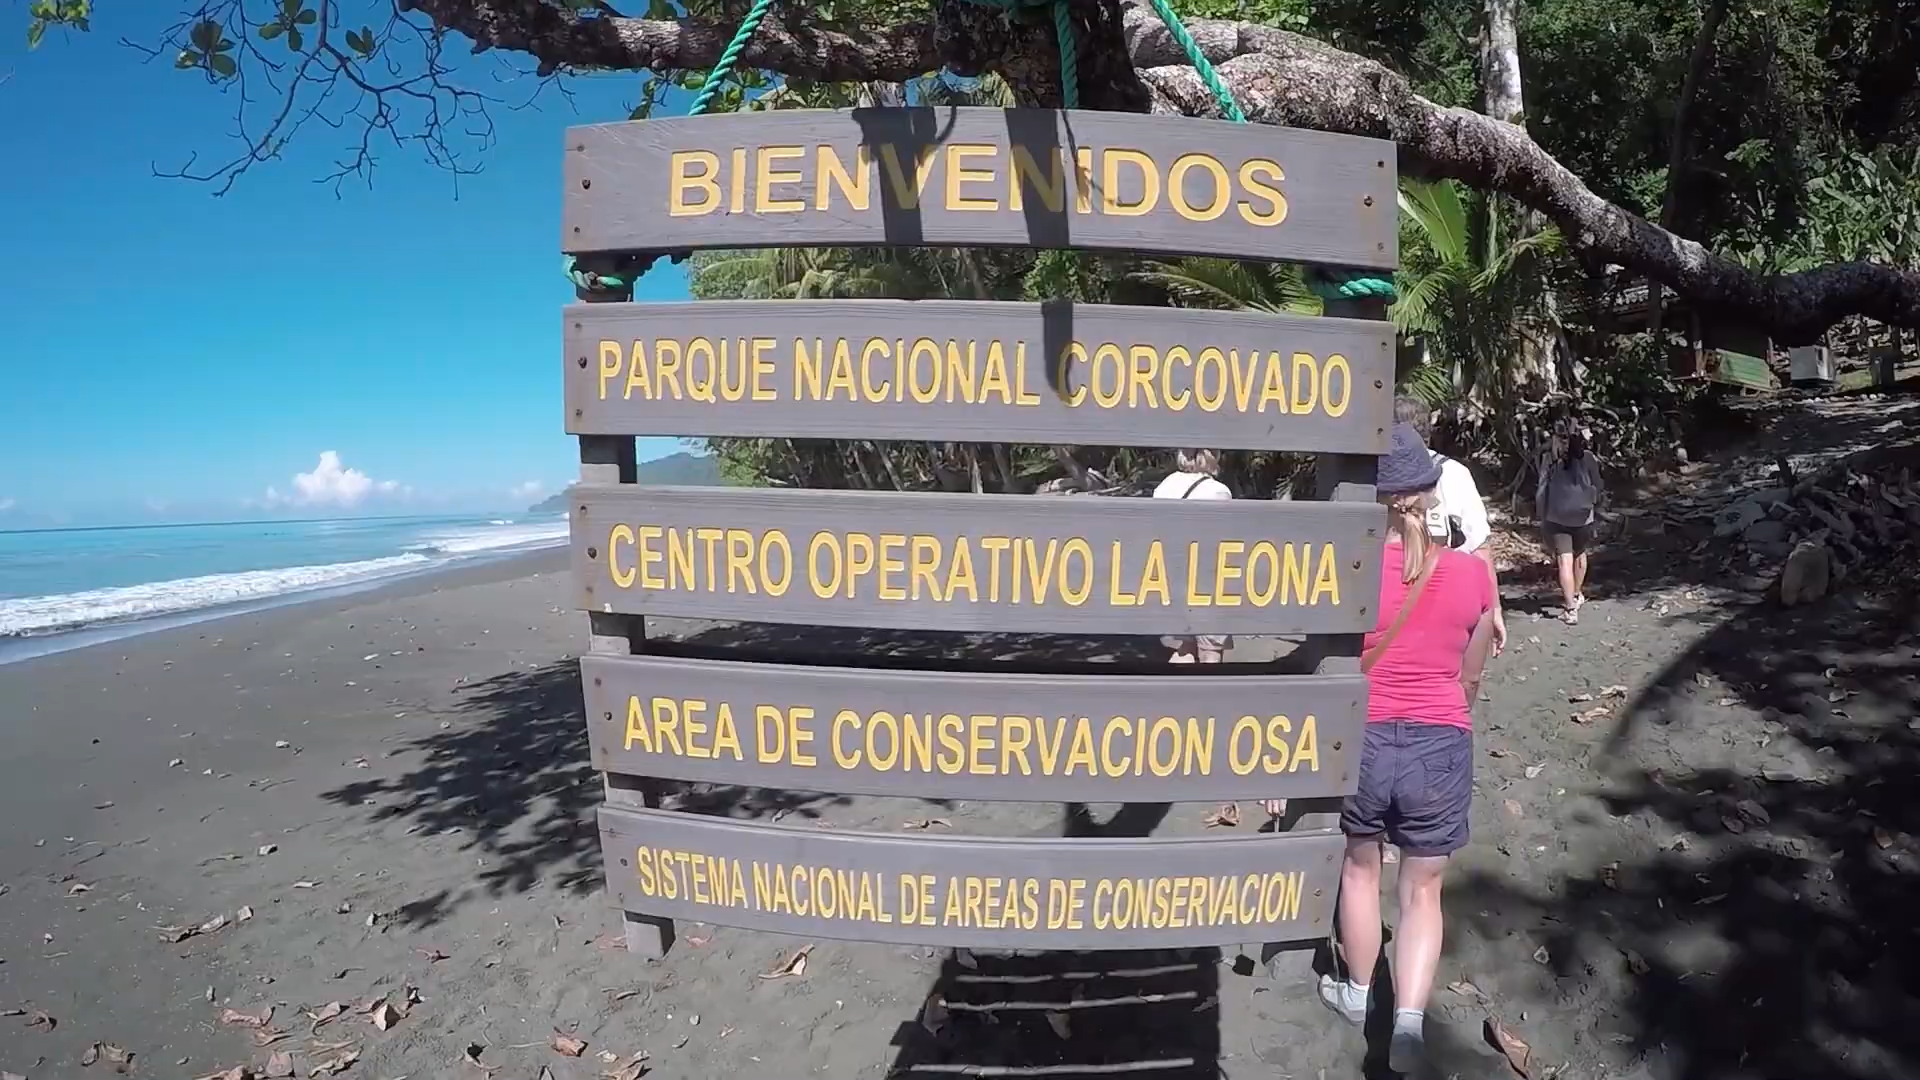 BIENVENIDOS
PARQUE NACIONAL CORCOVADO
CENTRO OPERATIVO LA LEONA
AREA DE CONSERVACION OSA
SISTEMA NACIONAL DE AREAS DE CONSERVACION